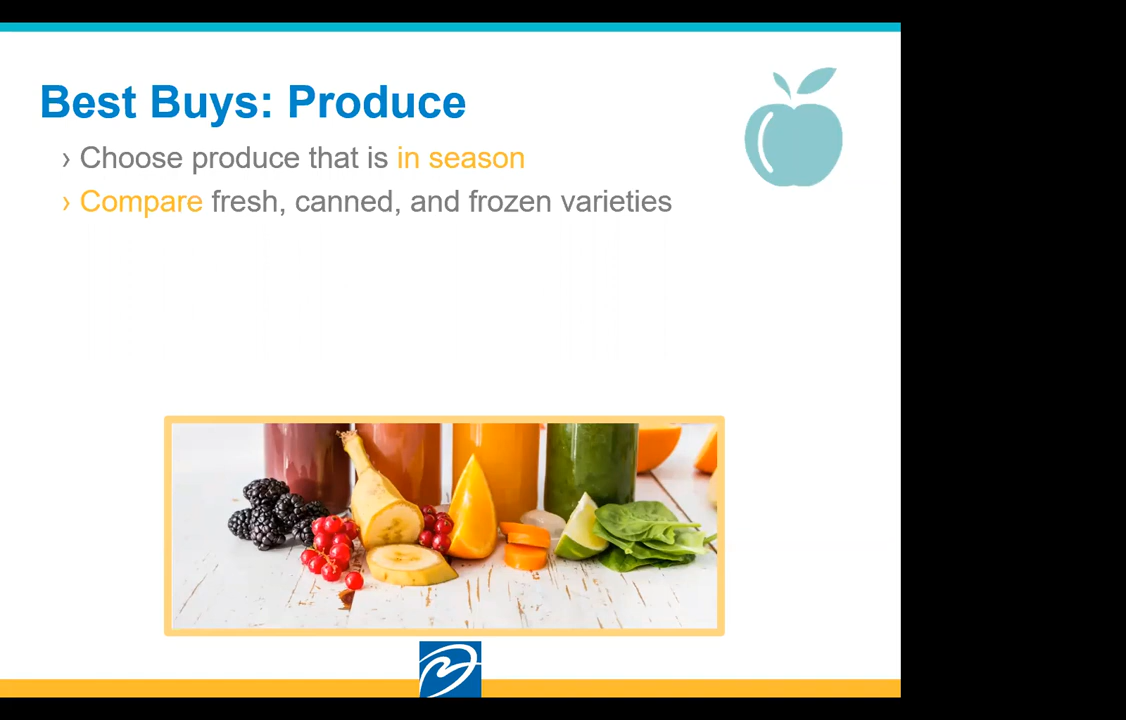 Best Buys: Produce
› Choose produce that is in season
› Compare fresh, canned, and frozen varieties